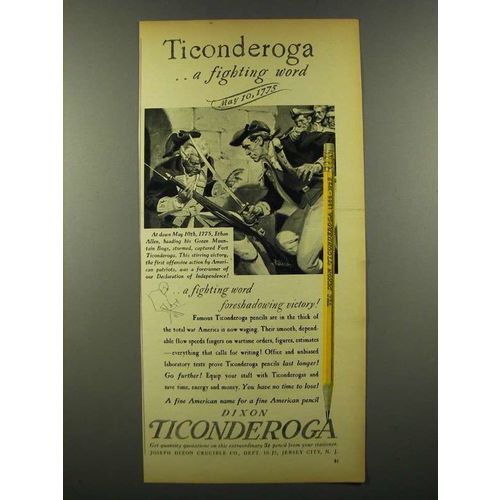 Ticonderoga
..a fighting word
May 10, 1775
At dawn May 10th, 1775, Ethan
Allen, heading his Green Moun-
tain Boys, stormed, captured Fort
Ticonderoga. This stirring victory,
the first offensive action by Ameri-
can patriots, was a forerunner of
our Declaration of Independence!
THE DIXON TICONDEROGA 1386-No2
..a fighting word
foreshadowing victory!
Famous Ticonderoga pencils are in the thick of
the total war America is now waging. Their smooth, depend-
able flow speeds fingers on wartime orders, figures, estimates
—everything that calls for writing! Office and unbiased
laboratory tests prove Ticonderoga pencils last longer!
Go further! Equip your staff with Ticonderogas and
save time, energy and money. You have no time to lose!
A fine American name for a fine American pencil
DIXON
TICONDEROGA
Get quantity quotations on this extraordinary 5¢ pencil from your stationer.
JOSEPH DIXON CRUCIBLE CO., DEPT. JERSEY CITY, N. J.